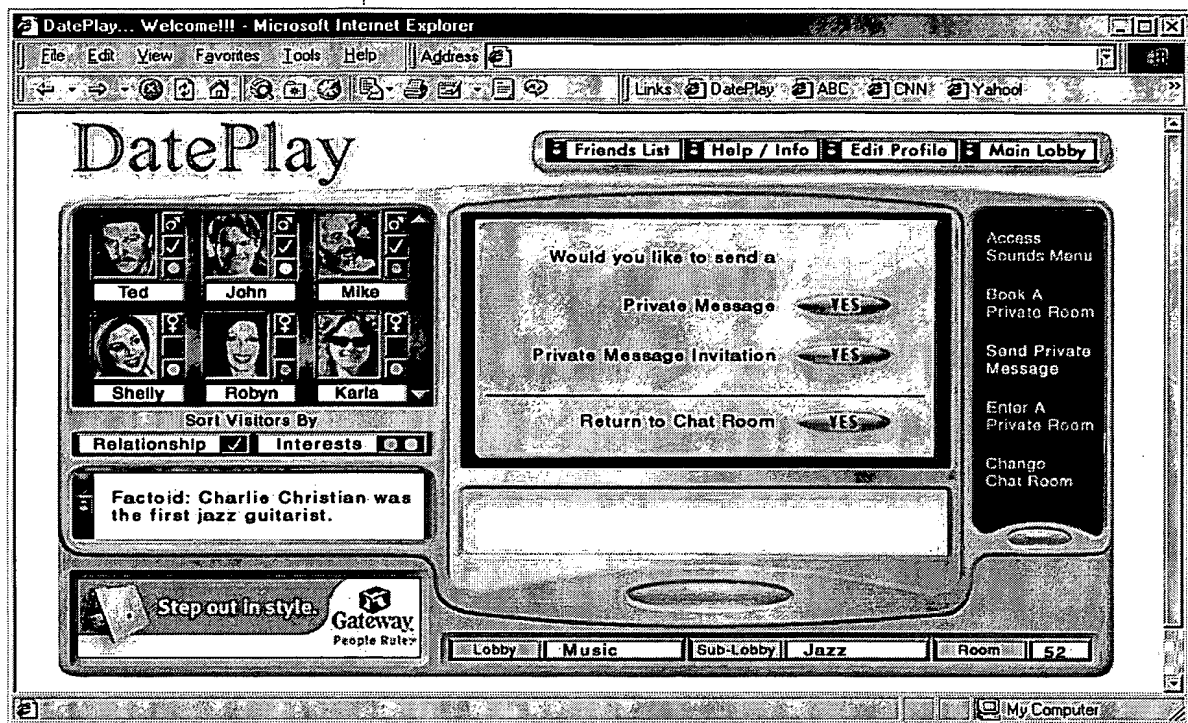 DatePlay... Welcome!!! - Microsoft Internet Explorer
File Edit View Favorites Tools Help Address
Links DatePlay ABC CNN Yahoo!
DatePlay
Friends List Help / Info Edit Profile Main Lobby
Ted John Mike
Shelly Robyn Karla
Sort Visitors By
Relationship Interests
Factoid: Charlie Christian was
the first jazz guitarist.
Step out in style.
Gateway
People Rule
Would you like to send a
Private Message YES
Private Message Invitation YES
Return to Chat Room YES
Access
Sounds Menu
Book A
Private Room
Send Private
Message
Enter A
Private Room
Change
Chat Room
Lobby Music Sub-Lobby Jazz Room 52
My Computer